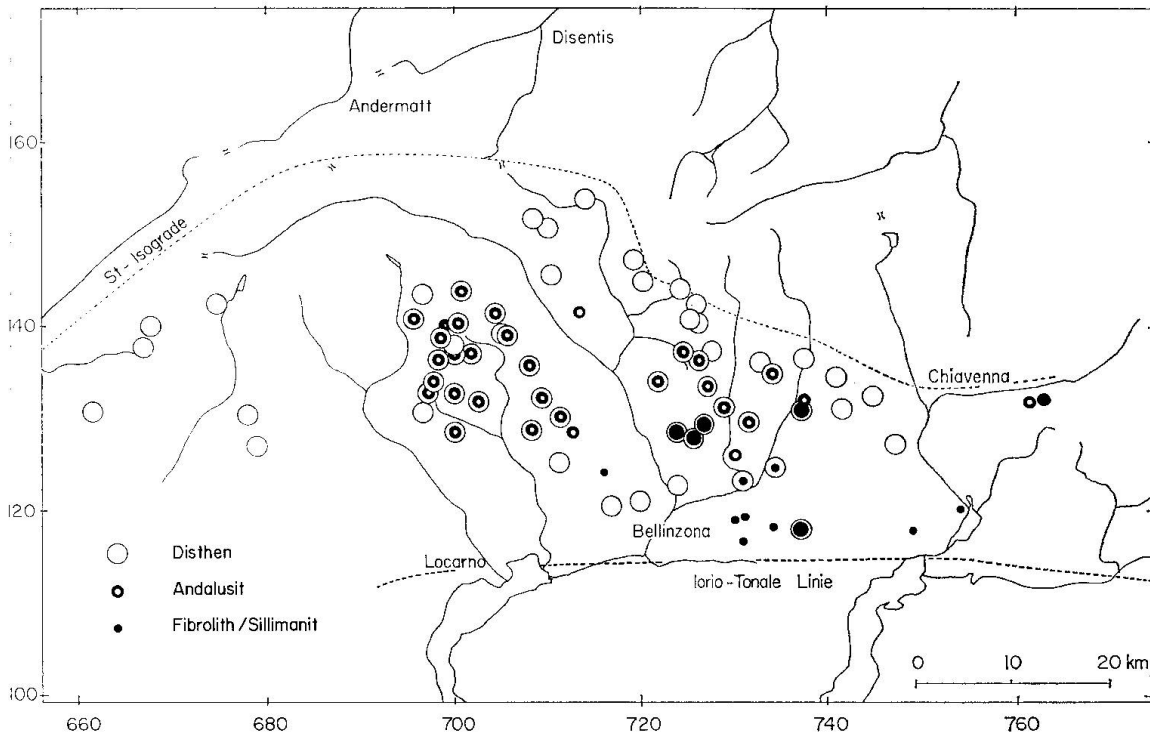 Disentis
Andermatt
160
St-Isograde
140
Chiavenna
120
Bellinzona
Locarno
Iorio-Tonale Linie
Disthen
Andalusit
Fibrolith/Sillimanit
0 10 20 km
100
660 680 700 720 740 760